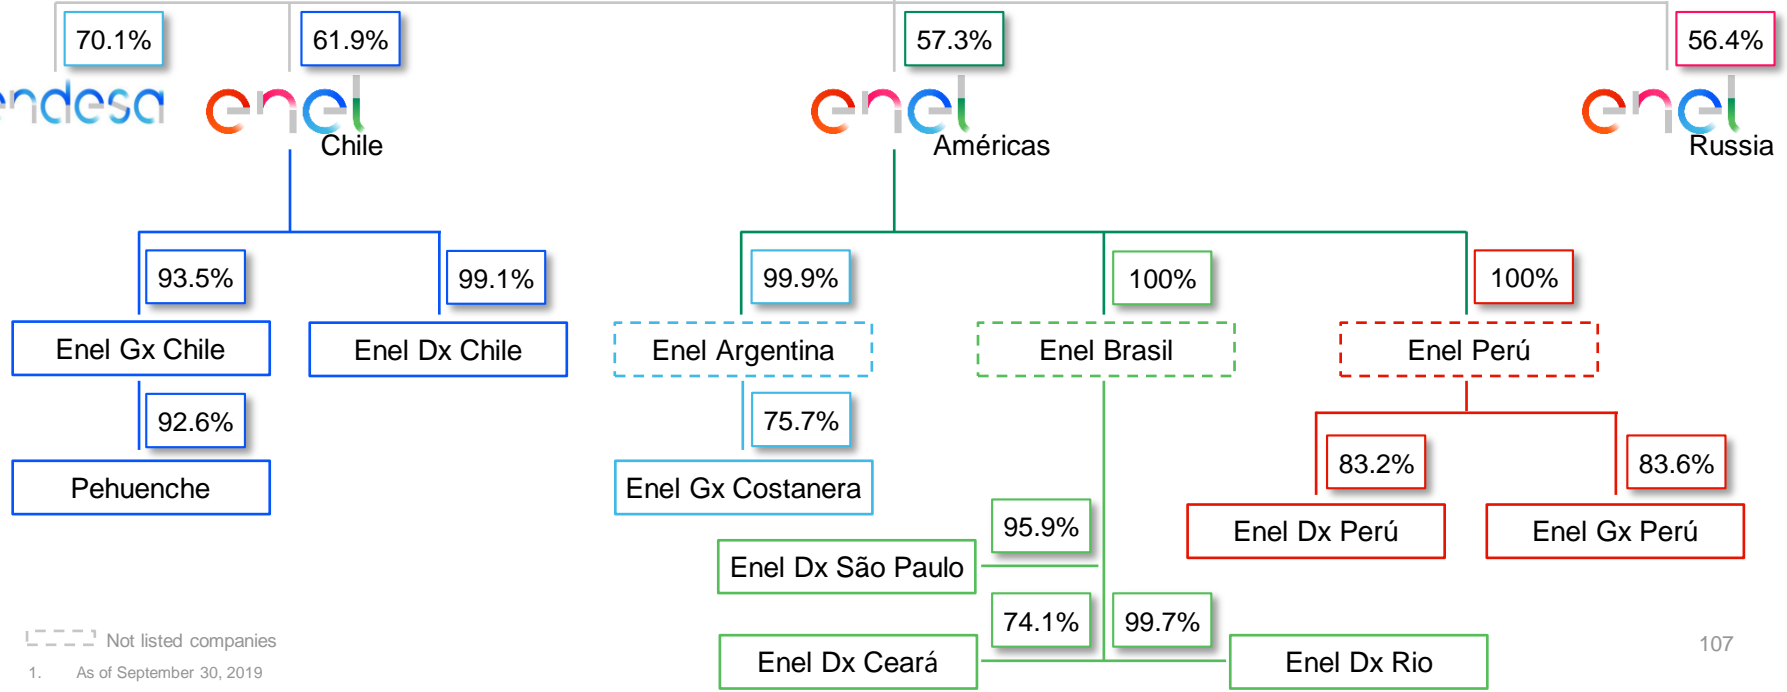 70.1%
61.9%
57.3%
56.4%
endesa
enel
Chile
enel
Américas
enel
Russia
93.5%
99.1%
99.9%
100%
100%
Enel Gx Chile
Enel Dx Chile
Enel Argentina
Enel Brasil
Enel Perú
92.6%
75.7%
83.2%
83.6%
Pehuenche
Enel Gx Costanera
Enel Dx Perú
Enel Gx Perú
95.9%
Enel Dx São Paulo
74.1%
99.7%
Enel Dx Ceará
Enel Dx Rio
Not listed companies
1. As of September 30, 2019
107